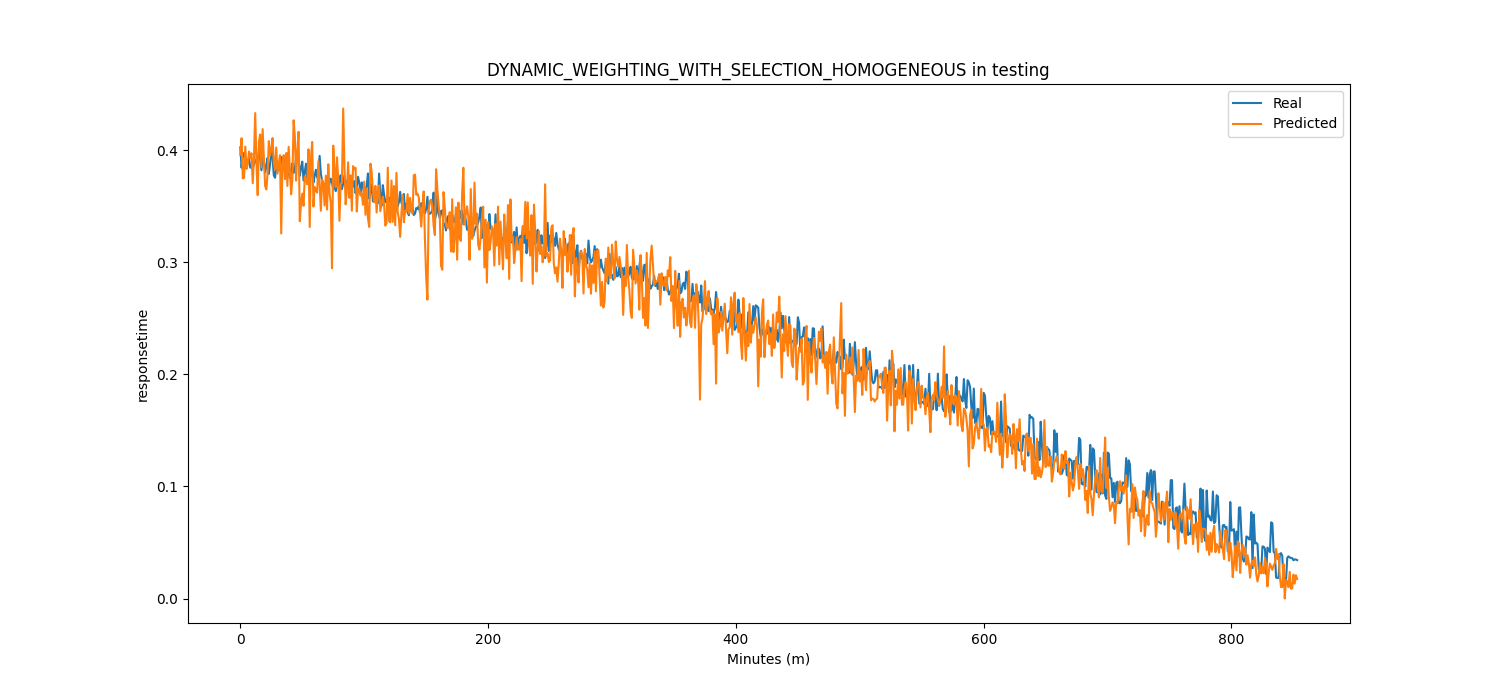 DYNAMIC_WEIGHTING_WITH_SELECTION_HOMOGENEOUS in testing
Real
Predicted
0.4
0.3
0.2
0.1
0.0
responsetime
0 200 400 600 800
Minutes (m)